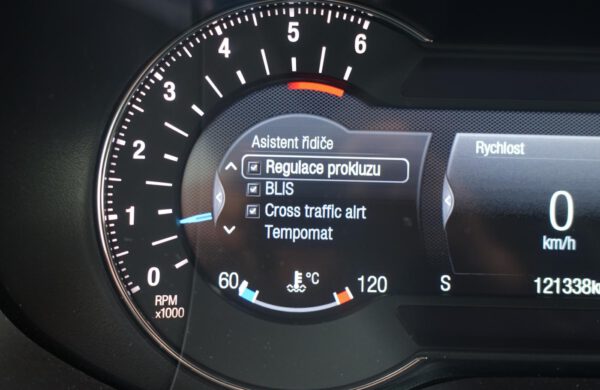 0
1
2
3
4
5
6
RPM
x1000
Asistent řidiče
Regulace prokluzu
BLIS
Cross traffic alrt
Tempomat
60 °C 120
Rychlost
0
km/h
S 121338k